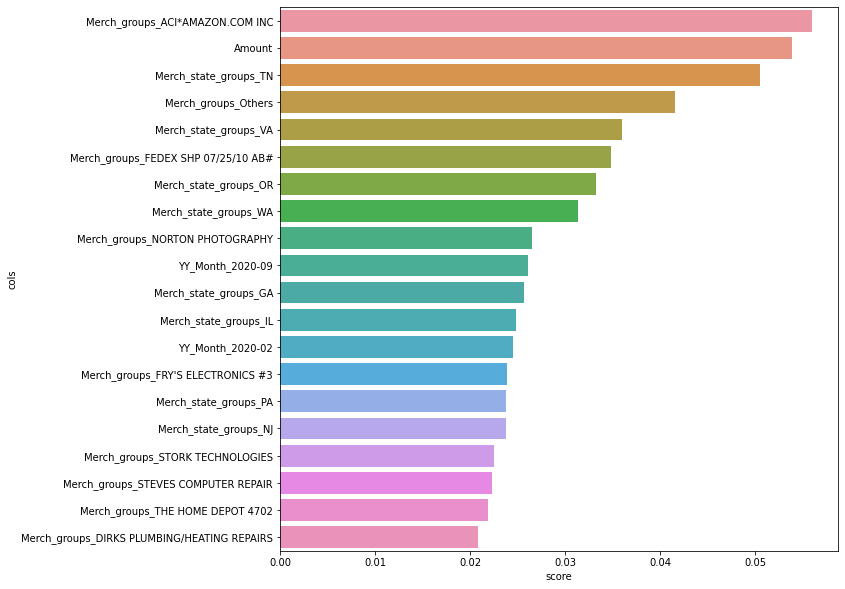 Merch_groups_ACI*AMAZON.COM INC
Amount
Merch_state_groups_TN
Merch_groups_Others
Merch_state_groups_VA
Merch_groups_FEDEX SHP 07/25/10 AB#
Merch_state_groups_OR
Merch_state_groups_WA
Merch_groups_NORTON PHOTOGRAPHY
YY_Month_2020-09
Merch_state_groups_GA
Merch_state_groups_IL
YY_Month_2020-02
Merch_groups_FRY'S ELECTRONICS #3
Merch_state_groups_PA
Merch_state_groups_NJ
Merch_groups_STORK TECHNOLOGIES
Merch_groups_STEVES COMPUTER REPAIR
Merch_groups_THE HOME DEPOT 4702
Merch_groups_DIRKS PLUMBING/HEATING REPAIRS
cols
0.00 0.01 0.02 0.03 0.04 0.05
score